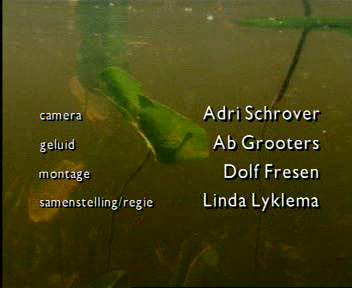 camera Adri Schrover
geluid Ab Grooters
montage Dolf Fresen
samenstelling/regie Linda Lyklema